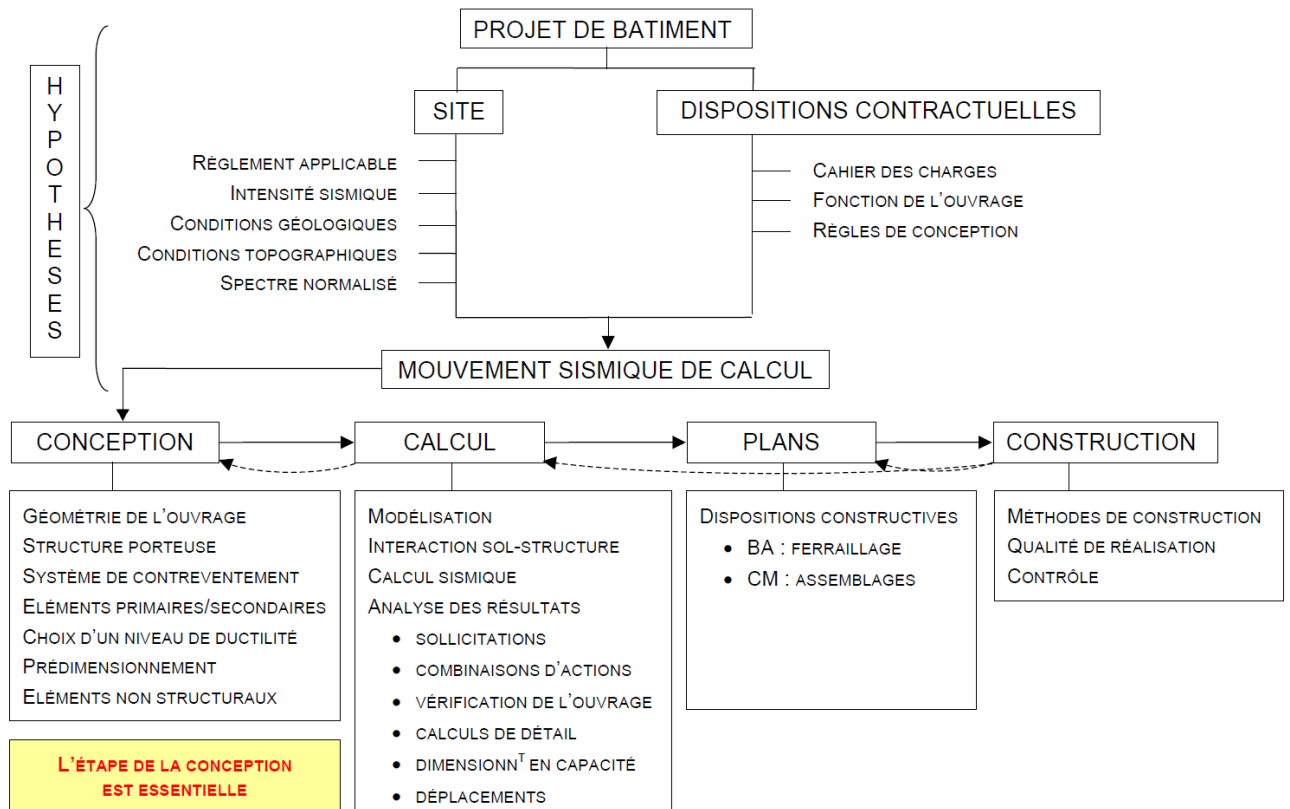 PROJET DE BATIMENT
HYPOTHESES
SITE
DISPOSITIONS CONTRACTUELLES
RÈGLEMENT APPLICABLE
INTENSITÉ SISMIQUE
CONDITIONS GÉOLOGIQUES
CONDITIONS TOPOGRAPHIQUES
SPECTRE NORMALISÉ
CAHIER DES CHARGES
FONCTION DE L'OUVRAGE
RÈGLES DE CONCEPTION
MOUVEMENT SISMIQUE DE CALCUL
CONCEPTION
CALCUL
PLANS
CONSTRUCTION
GÉOMÉTRIE DE L'OUVRAGE
STRUCTURE PORTEUSE
SYSTÈME DE CONTREVENTEMENT
ELÉMENTS PRIMAIRES/SECONDAIRES
CHOIX D'UN NIVEAU DE DUCTILITÉ
PRÉDIMENSIONNEMENT
ELÉMENTS NON STRUCTURAUX
L'ÉTAPE DE LA CONCEPTION
EST ESSENTIELLE
MODÉLISATION
INTERACTION SOL-STRUCTURE
CALCUL SISMIQUE
ANALYSE DES RÉSULTATS
• SOLLICITATIONS
• COMBINAISONS D'ACTIONS
• VÉRIFICATION DE L'OUVRAGE
• CALCULS DE DÉTAIL
• DIMENSIONNᵀ EN CAPACITÉ
• DÉPLACEMENTS
DISPOSITIONS CONSTRUCTIVES
• BA : FERRAILLAGE
• CM : ASSEMBLAGES
MÉTHODES DE CONSTRUCTION
QUALITÉ DE RÉALISATION
CONTRÔLE